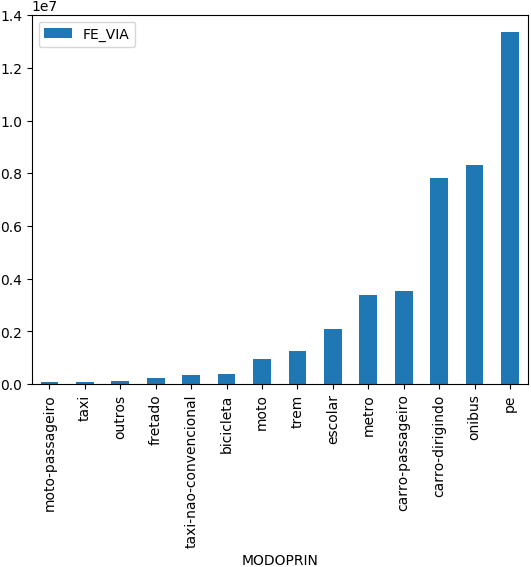 1e7
FE_VIA
1.4
1.2
1.0
0.8
0.6
0.4
0.2
0.0
moto-passageiro
taxi
outros
fretado
taxi-nao-convencional
bicicleta
moto
trem
escolar
metro
carro-passageiro
carro-dirigindo
onibus
pe
MODOPRIN